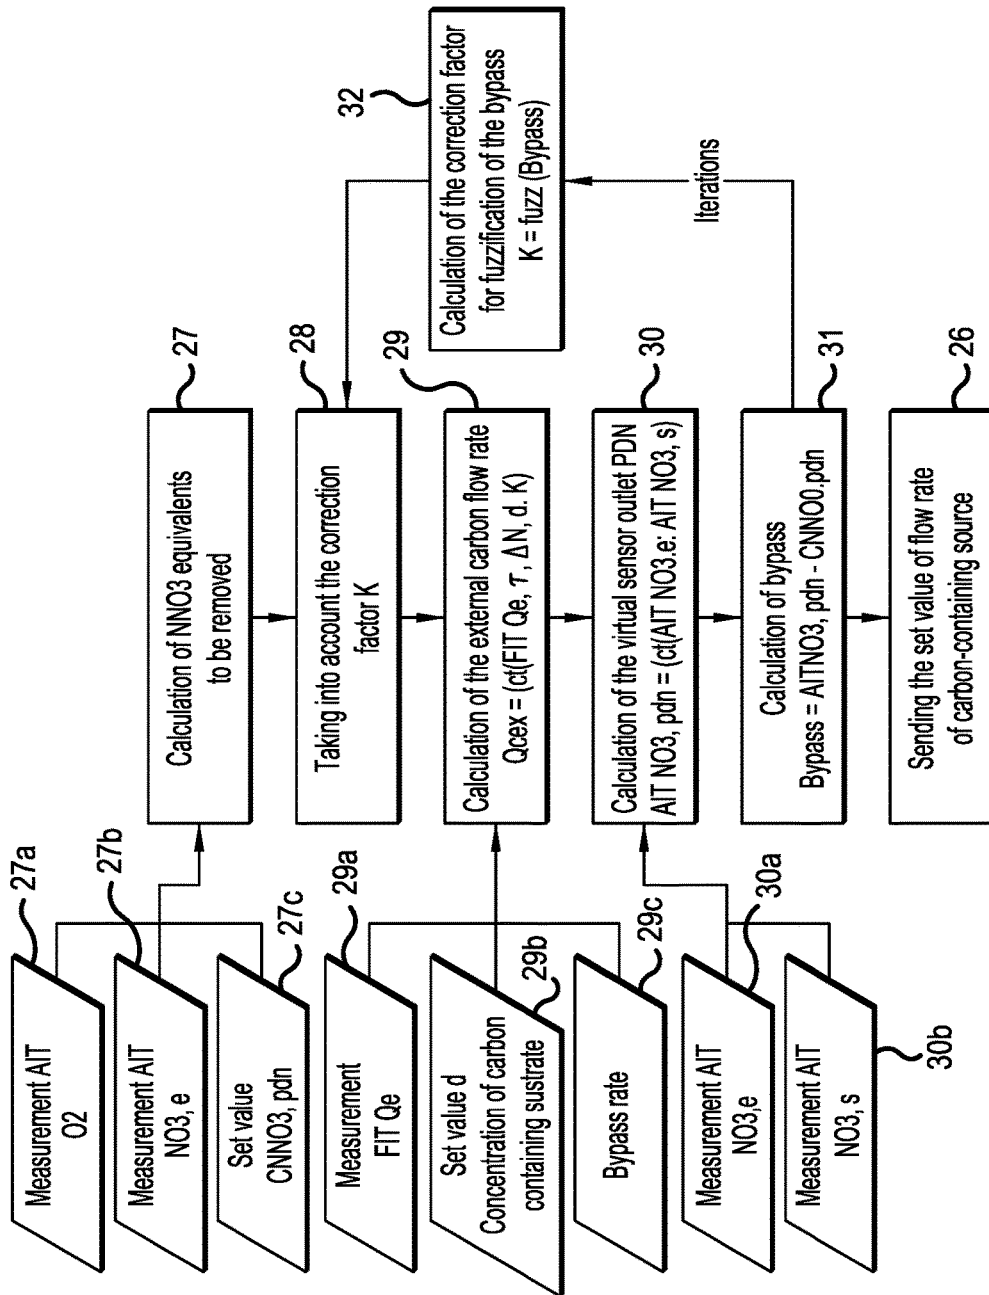 Measurement AIT
O2
27a
Measurement AIT
NO3, e
27b
Set value
CNNO3, pdn
27c
Measurement
FIT Qe
29a
Set value d
Concentration of carbon
containing sustrate
29b
Bypass rate
29c
Measurement AIT
NO3,e
30a
Measurement AIT
NO3, s
30b
Calculation of NNO3 equivalents
to be removed
27
Taking into account the correction
factor K
28
Calculation of the external carbon flow rate
Qcex = (ct(FIT Qe, τ, ΔN, d. K)
29
Calculation of the virtual sensor outlet PDN
AIT NO3, pdn = (ct(AIT NO3.e: AIT NO3, s)
30
Calculation of bypass
Bypass = AITNO3, pdn - CNNO0.pdn
31
Sending the set value of flow rate
of carbon-containing source
26
Calculation of the correction factor
for fuzzification of the bypass
K = fuzz (Bypass)
32
Iterations